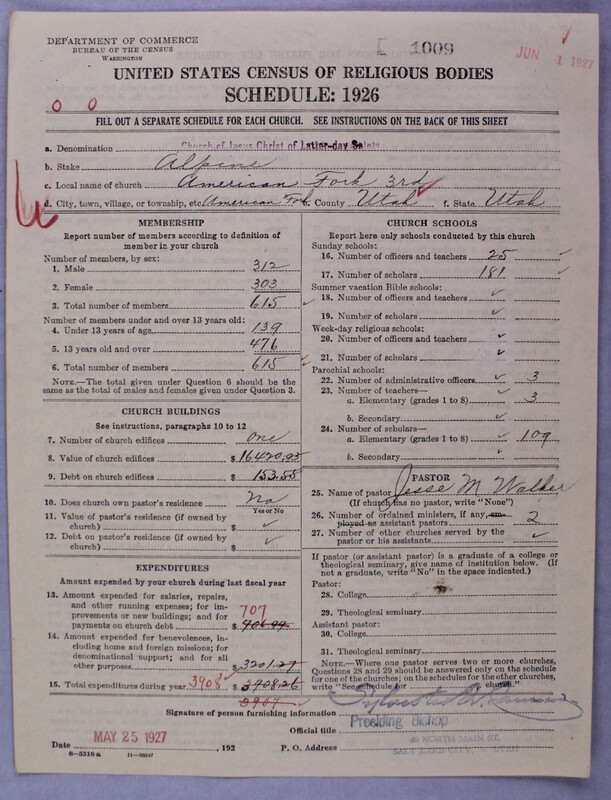 DEPARTMENT OF COMMERCE
BUREAU OF THE CENSUS
WASHINGTON
1009
JUN 1 1927
UNITED STATES CENSUS OF RELIGIOUS BODIES
SCHEDULE: 1926
FILL OUT A SEPARATE SCHEDULE FOR EACH CHURCH. SEE INSTRUCTIONS ON THE BACK OF THIS SHEET
a. Denomination Church of Jesus Christ of Latter-day Saints
b. Stake Alpine
c. Local name of church American Fork 3rd
d. City, town, village, or township, etc. American Fork e. County Utah f. State Utah
MEMBERSHIP
Report number of members according to definition of
member in your church
Number of members, by sex:
1. Male 312
2. Female 303
3. Total number of members 615
Number of members under and over 13 years old:
4. Under 13 years of age 139
5. 13 years old and over 476
6. Total number of members 615
NOTE.—The total given under Question 6 should be the
same as the total of males and females given under Question 3.
CHURCH BUILDINGS
See instructions, paragraphs 10 to 12
7. Number of church edifices one
8. Value of church edifices $ 16420.95
9. Debt on church edifices $ 153.55
10. Does church own pastor's residence No
Yes or No
11. Value of pastor's residence (if owned by
church) $ ✓
12. Debt on pastor's residence (if owned by
church) $ ✓
EXPENDITURES
Amount expended by your church during last fiscal year
13. Amount expended for salaries, repairs,
and other running expenses; for im-
provements or new buildings; and for
payments on church debt 707 $
14. Amount expended for benevolences,
including home and foreign missions; for
denominational support; and for all
other purposes $ 3201.27
15. Total expenditures during year 3908 $ 3908.26
CHURCH SCHOOLS
Report here only schools conducted by this church
Sunday schools:
16. Number of officers and teachers 25
17. Number of scholars 181
Summer vacation Bible schools:
18. Number of officers and teachers ✓
19. Number of scholars ✓
Week-day religious schools:
20. Number of officers and teachers ✓
21. Number of scholars ✓
Parochial schools:
22. Number of administrative officers ✓ 3
23. Number of teachers—
a. Elementary (grades 1 to 8) ✓ 3
b. Secondary ✓
24. Number of scholars—
a. Elementary (grades 1 to 8) ✓ 109
b. Secondary ✓
PASTOR
25. Name of pastor Jesse M Walker
(If church has no pastor, write "None")
26. Number of ordained ministers, if any, em-
ployed as assistant pastors 2
27. Number of other churches served by the
pastor or his assistants ✓
If pastor (or assistant pastor) is a graduate of a college or
theological seminary, give name of institution below. (If
not a graduate, write "No" in the space indicated.)
Pastor:
28. College
29. Theological seminary
Assistant pastor:
30. College
31. Theological seminary
NOTE.—Where one pastor serves two or more churches,
Questions 28 and 29 should be answered only on the schedule
for one of the churches; on the schedules for the other churches,
write "See schedule for church."
Signature of person furnishing information
Official title Presiding Bishop
Date MAY 25 1927, 192 P. O. Address 40 NORTH MAIN ST.
SALT LAKE CITY, UTAH